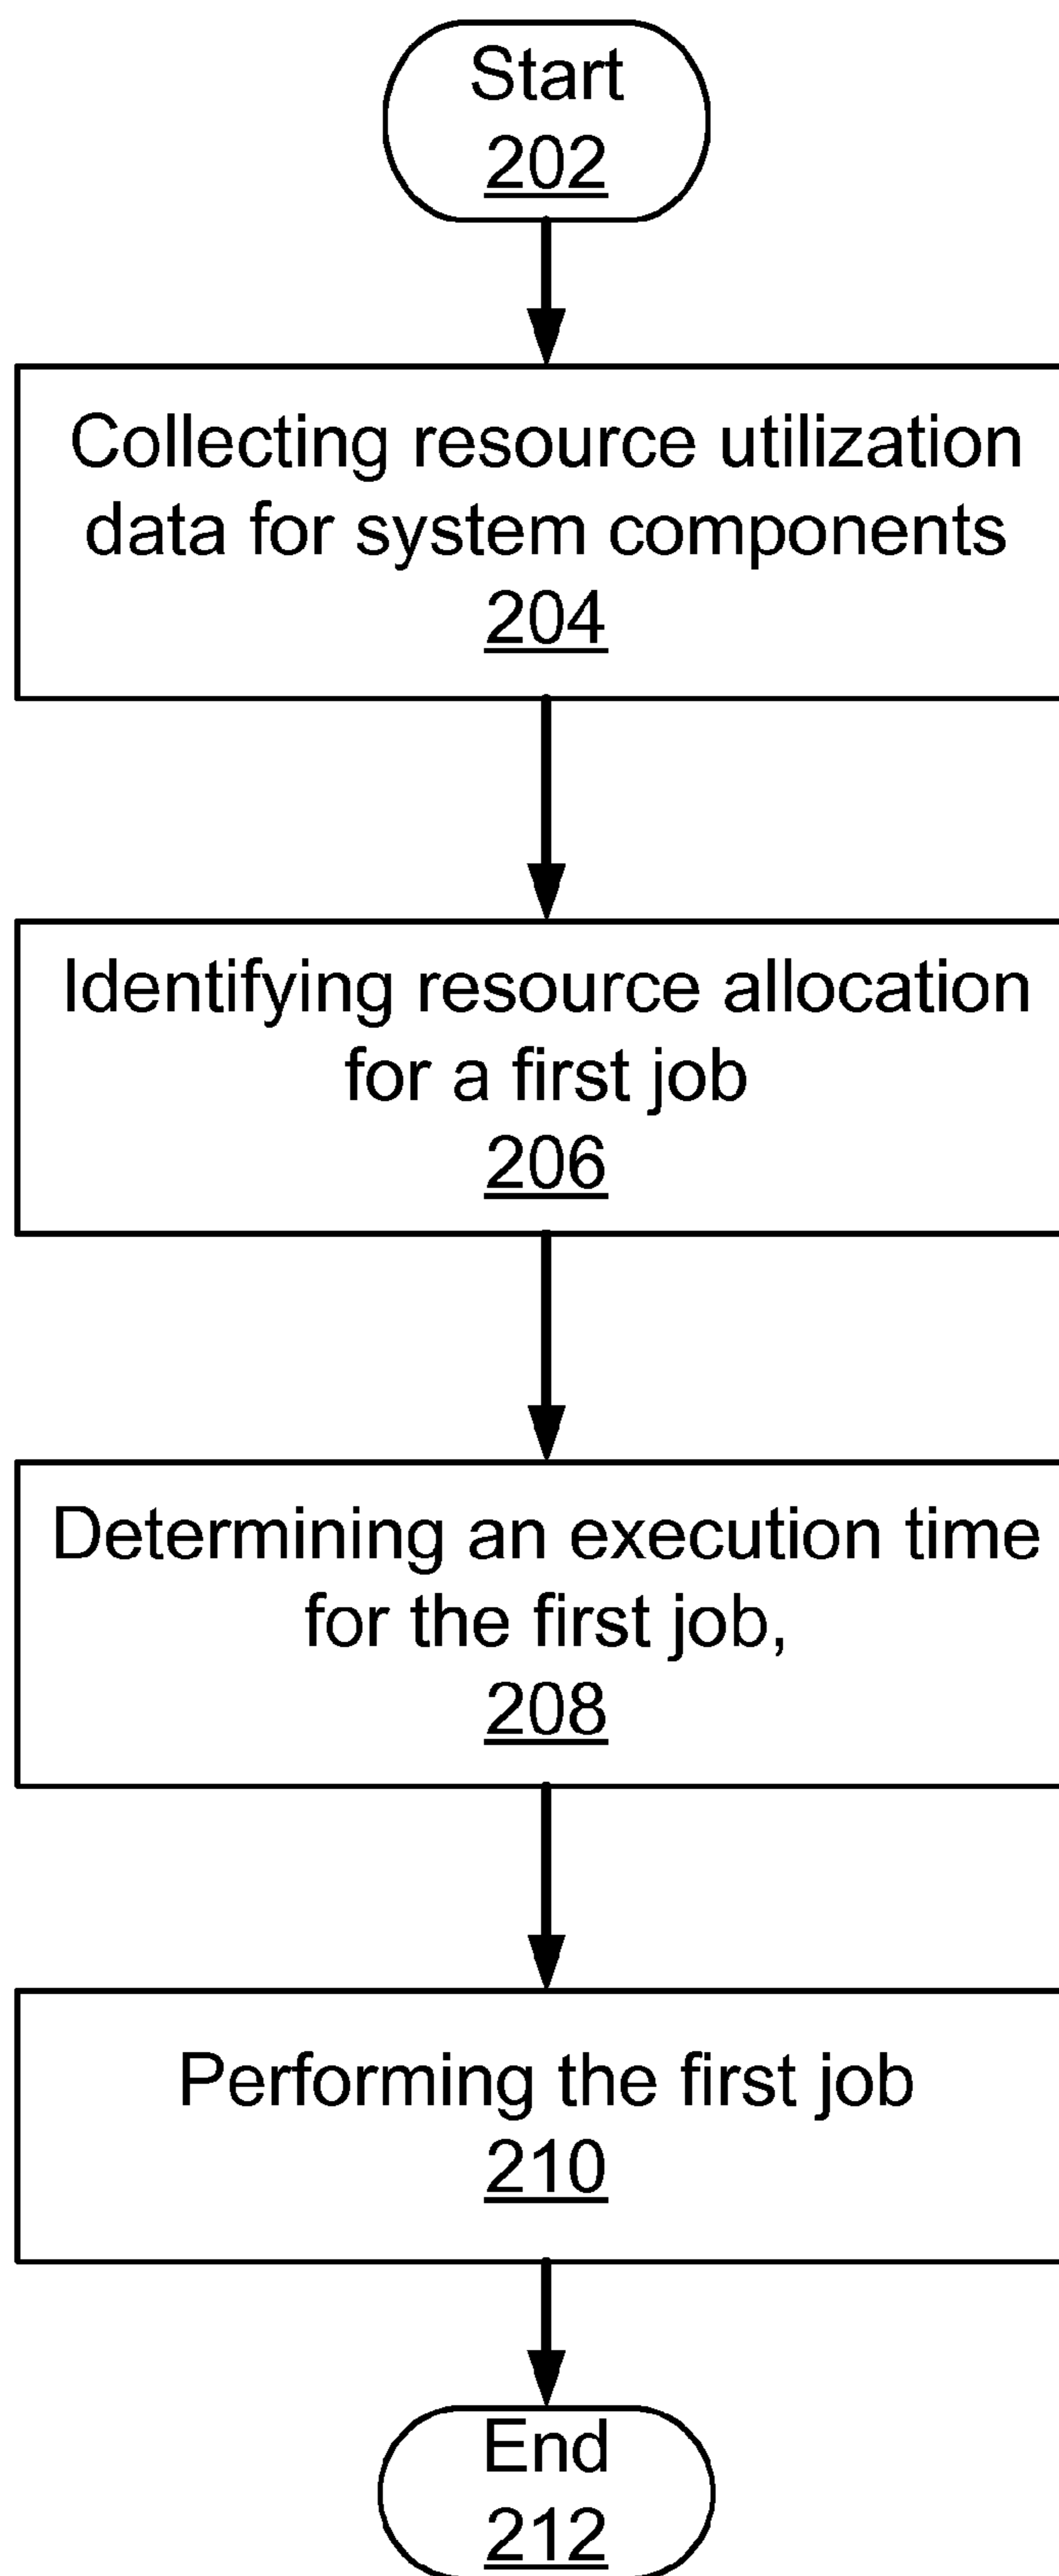 Start
202
Collecting resource utilization
data for system components
204
Identifying resource allocation
for a first job
206
Determining an execution time
for the first job,
208
Performing the first job
210
End
212